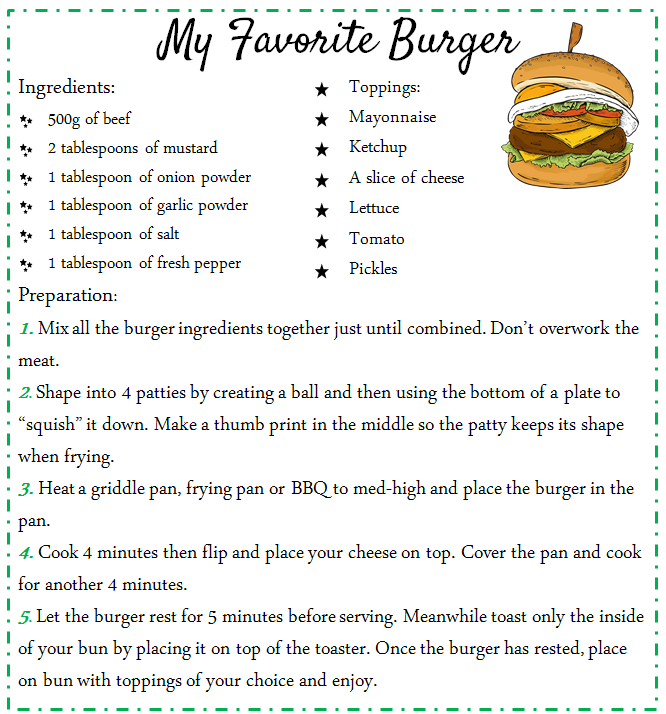 My Favorite Burger
Ingredients:
500g of beef
2 tablespoons of mustard
1 tablespoon of onion powder
1 tablespoon of garlic powder
1 tablespoon of salt
1 tablespoon of fresh pepper
Toppings:
Mayonnaise
Ketchup
A slice of cheese
Lettuce
Tomato
Pickles
Preparation:
1. Mix all the burger ingredients together just until combined. Don't overwork the
meat.
2. Shape into 4 patties by creating a ball and then using the bottom of a plate to
“squish” it down. Make a thumb print in the middle so the patty keeps its shape
when frying.
3. Heat a griddle pan, frying pan or BBQ to med-high and place the burger in the
pan.
4. Cook 4 minutes then flip and place your cheese on top. Cover the pan and cook
for another 4 minutes.
5. Let the burger rest for 5 minutes before serving. Meanwhile toast only the inside
of your bun by placing it on top of the toaster. Once the burger has rested, place
on bun with toppings of your choice and enjoy.